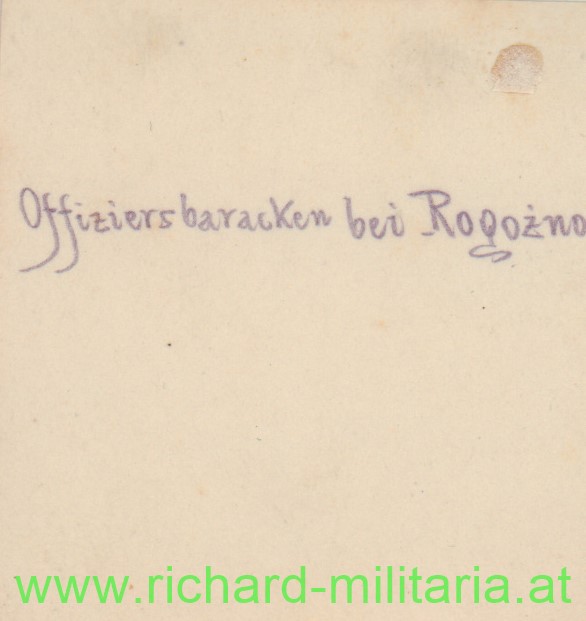 Offiziersbaracken bei Rogożno
www.richard-militaria.at